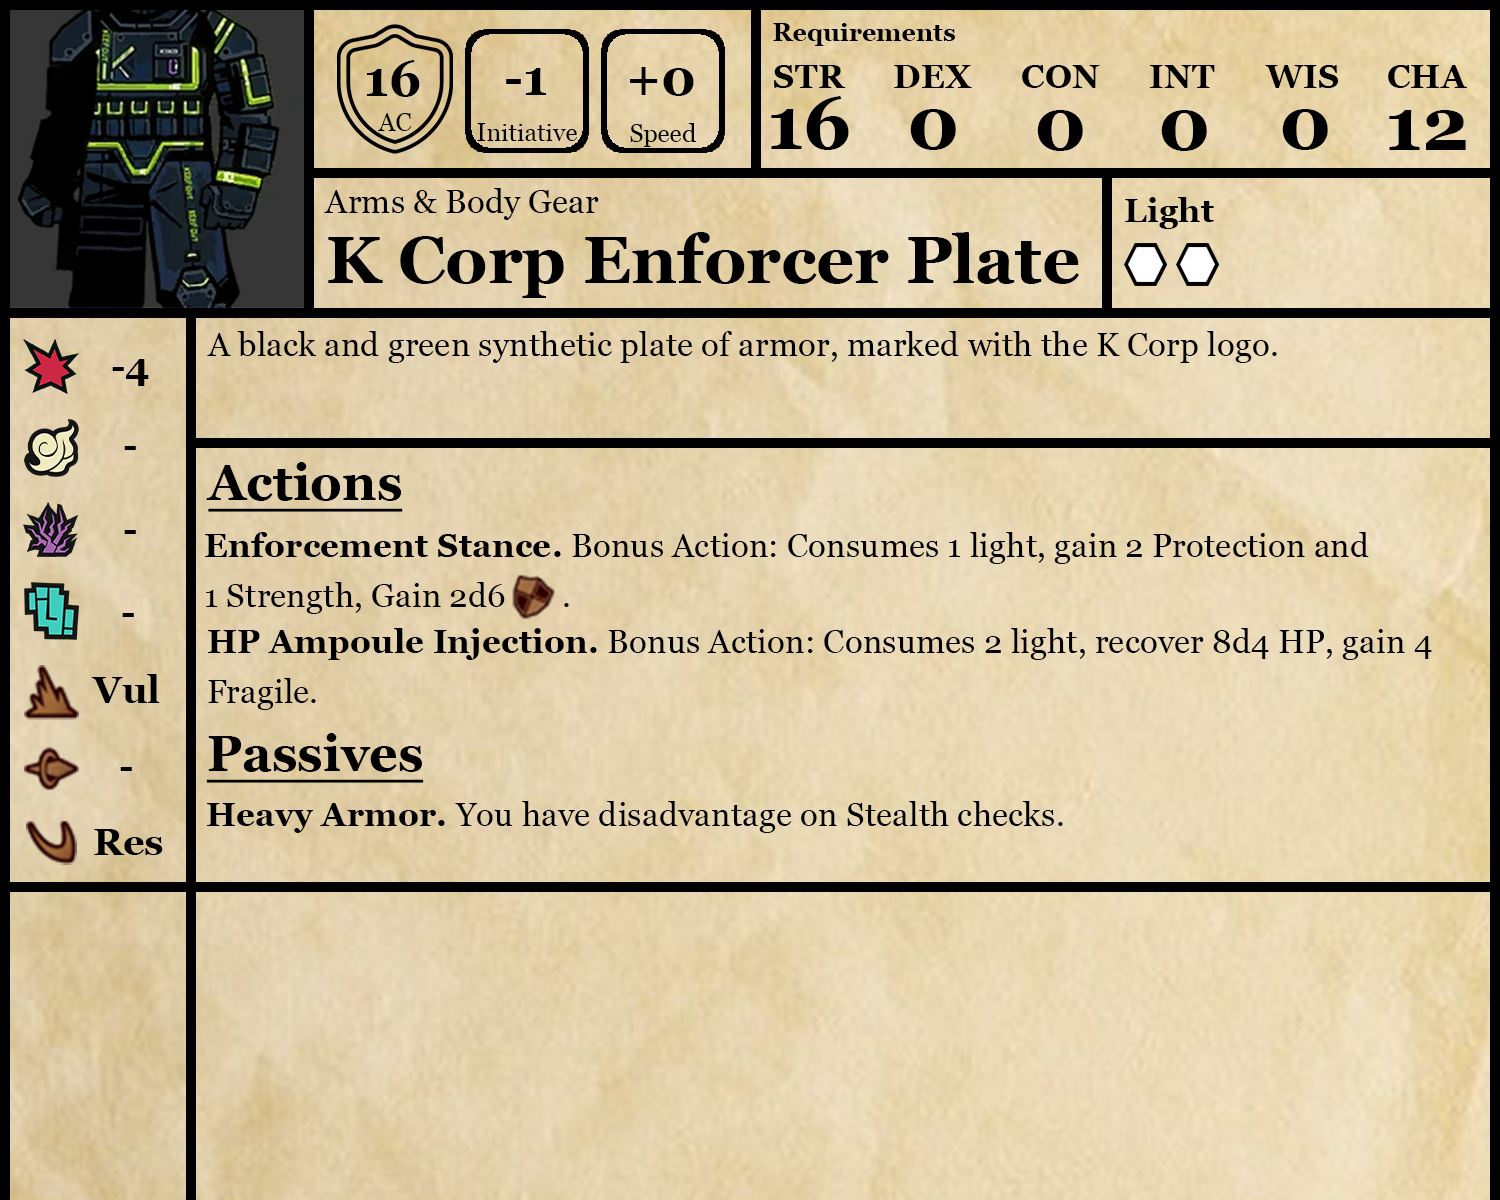 16
AC
-1
Initiative
+0
Speed
Requirements
STR DEX CON INT WIS CHA
16 0 0 0 0 12
Arms & Body Gear
K Corp Enforcer Plate
Light
-4
-
-
-
Vul
-
Res
A black and green synthetic plate of armor, marked with the K Corp logo.
Actions
Enforcement Stance. Bonus Action: Consumes 1 light, gain 2 Protection and
1 Strength, Gain 2d6 .
HP Ampoule Injection. Bonus Action: Consumes 2 light, recover 8d4 HP, gain 4
Fragile.
Passives
Heavy Armor. You have disadvantage on Stealth checks.